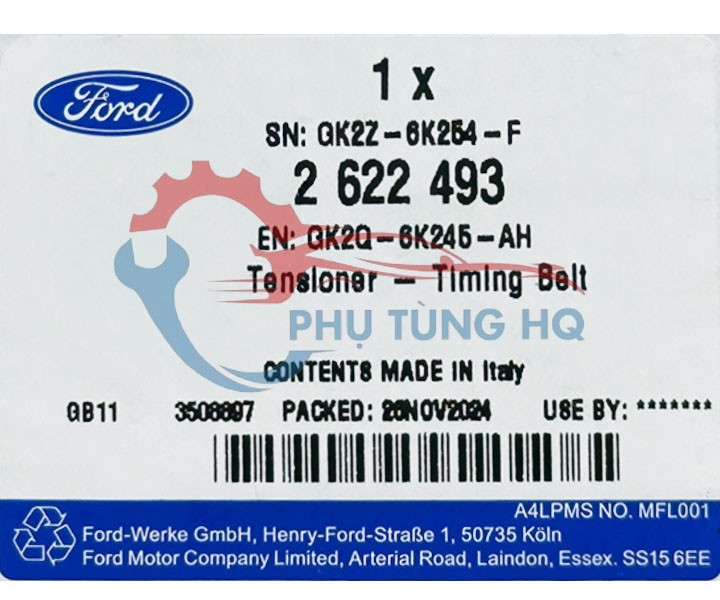 Ford
1 x
SN: GK2Z-6K254-F
2 622 493
EN: GK2Q-6K245-AH
Tensioner - Timing Belt
PHỤ TÙNG HQ
CONTENTS MADE IN Italy
GB11 3508897 PACKED: 26NOV2024 USE BY: *******
A4LPMS NO. MFL001
Ford-Werke GmbH, Henry-Ford-Straße 1, 50735 Köln
Ford Motor Company Limited, Arterial Road, Laindon, Essex. SS15 6EE